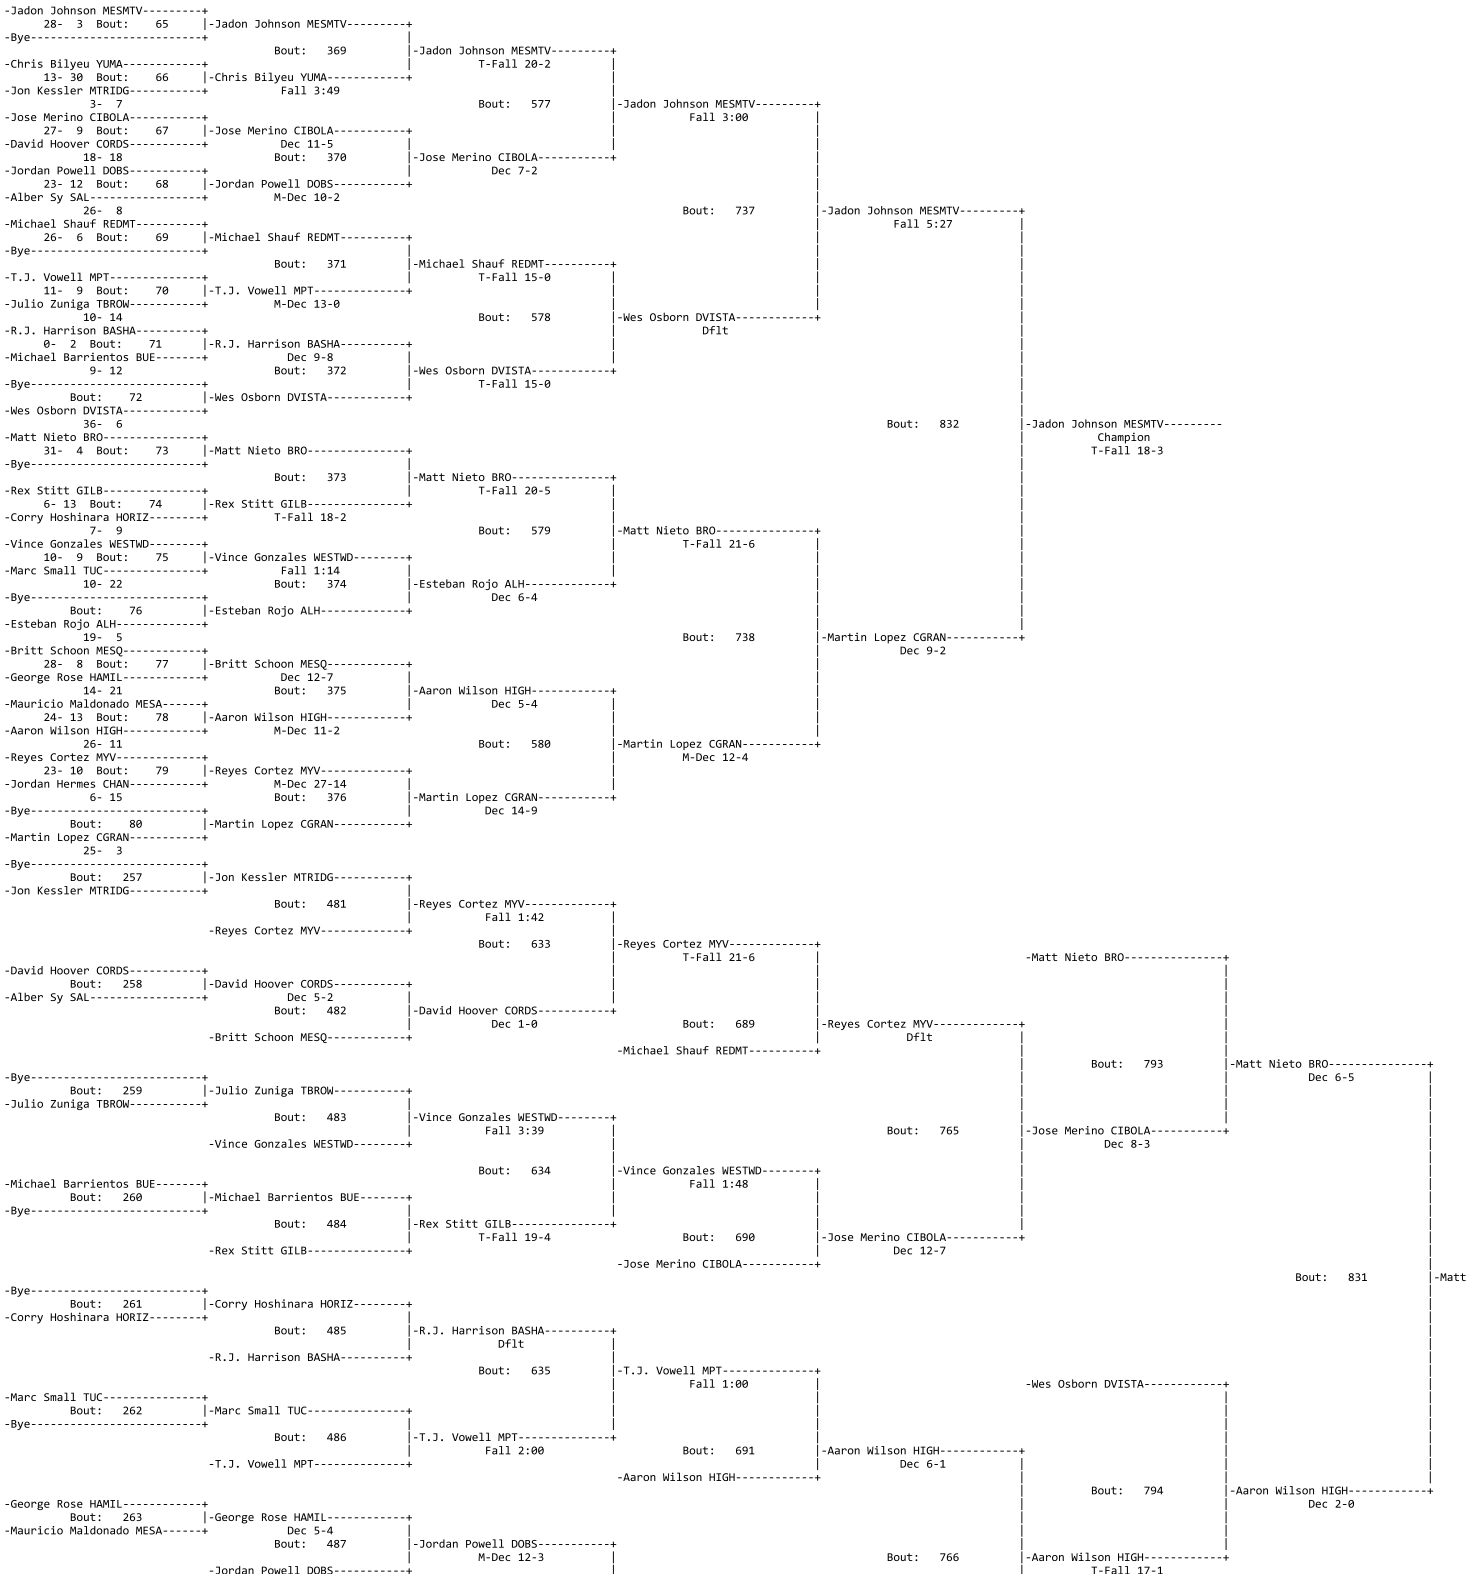 -Jadon Johnson MESMTV---------+
28-  3  Bout:    65     |-Jadon Johnson MESMTV---------+
-Bye--------------------------+                              |
Bout:   369          |-Jadon Johnson MESMTV---------+
-Chris Bilyeu YUMA------------+                              |          T-Fall 20-2          |
13- 30  Bout:    66     |-Chris Bilyeu YUMA------------+                              |
-Jon Kessler MTRIDG-----------+           Fall 3:49                                          |
3-  7                                                      Bout:   577          |-Jadon Johnson MESMTV---------+
-Jose Merino CIBOLA-----------+                                                              |           Fall 3:00           |
27-  9  Bout:    67     |-Jose Merino CIBOLA-----------+                              |                               |
-David Hoover CORDS-----------+           Dec 11-5           |                               |                               |
18- 18                       Bout:   370          |-Jose Merino CIBOLA-----------+                               |
-Jordan Powell DOBS-----------+                              |            Dec 7-2                                            |
23- 12  Bout:    68     |-Jordan Powell DOBS-----------+                                                              |
-Alber Sy SAL-----------------+          M-Dec 10-2                                                                          |
26-  8                                                                                     Bout:   737          |-Jadon Johnson MESMTV---------+
-Michael Shauf REDMT----------+                                                                                              |           Fall 5:27            |
26-  6  Bout:    69     |-Michael Shauf REDMT----------+                                                              |                               |
-Bye--------------------------+                              |                                                               |                               |
Bout:   371          |-Michael Shauf REDMT----------+                               |                               |
-T.J. Vowell MPT--------------+                              |          T-Fall 15-0          |                               |                               |
11-  9  Bout:    70     |-T.J. Vowell MPT--------------+                              |                               |                               |
-Julio Zuniga TBROW-----------+          M-Dec 13-0                                          |                               |                               |
10- 14                                                      Bout:   578          |-Wes Osborn DVISTA------------+                               |
-R.J. Harrison BASHA----------+                                                              |             Dflt                                              |
0-  2  Bout:    71     |-R.J. Harrison BASHA----------+                              |                                                              |
-Michael Barrientos BUE-------+            Dec 9-8           |                               |                                                               |
9- 12                       Bout:   372          |-Wes Osborn DVISTA------------+                                                               |
-Bye--------------------------+                              |          T-Fall 15-0                                                                          |
Bout:    72     |-Wes Osborn DVISTA------------+                                                                                              |
-Wes Osborn DVISTA------------+                                                                                                                              |
36-  6                                                                                                                    Bout:   832          |-Jadon Johnson MESMTV---------
-Matt Nieto BRO---------------+                                                                                                                              |           Champion
31-  4  Bout:    73     |-Matt Nieto BRO---------------+                                                                                              |          T-Fall 18-3
-Bye--------------------------+                              |                                                                                               |
Bout:   373          |-Matt Nieto BRO---------------+                                                               |
-Rex Stitt GILB---------------+                              |          T-Fall 20-5          |                                                               |
6- 13  Bout:    74     |-Rex Stitt GILB---------------+                              |                                                               |
-Corry Hoshinara HORIZ--------+          T-Fall 18-2                                         |                                                               |
7-  9                                                      Bout:   579          |-Matt Nieto BRO---------------+                               |
-Vince Gonzales WESTWD--------+                                                              |          T-Fall 21-6          |                               |
10-  9  Bout:    75     |-Vince Gonzales WESTWD--------+                              |                               |                               |
-Marc Small TUC---------------+           Fall 1:14          |                               |                               |                               |
10- 22                       Bout:   374          |-Esteban Rojo ALH-------------+                               |                               |
-Bye--------------------------+                              |            Dec 6-4                                            |                               |
Bout:    76     |-Esteban Rojo ALH-------------+                                                              |                               |
-Esteban Rojo ALH-------------+                                                                                              |                               |
19-  5                                                                                     Bout:   738          |-Martin Lopez CGRAN-----------+
-Britt Schoon MESQ------------+                                                                                              |            Dec 9-2
28-  8  Bout:    77     |-Britt Schoon MESQ------------+                                                              |
-George Rose HAMIL------------+           Dec 12-7           |                                                               |
14- 21                       Bout:   375          |-Aaron Wilson HIGH------------+                               |
-Mauricio Maldonado MESA------+                              |            Dec 5-4            |                               |
24- 13  Bout:    78     |-Aaron Wilson HIGH------------+                              |                               |
-Aaron Wilson HIGH------------+          M-Dec 11-2                                          |                               |
26- 11                                                      Bout:   580          |-Martin Lopez CGRAN-----------+
-Reyes Cortez MYV-------------+                                                              |          M-Dec 12-4
23- 10  Bout:    79     |-Reyes Cortez MYV-------------+                              |
-Jordan Hermes CHAN-----------+          M-Dec 27-14         |                               |
6- 15                       Bout:   376          |-Martin Lopez CGRAN-----------+
-Bye--------------------------+                              |           Dec 14-9
Bout:    80     |-Martin Lopez CGRAN-----------+
-Martin Lopez CGRAN-----------+
25-  3
-Bye--------------------------+
Bout:   257     |-Jon Kessler MTRIDG-----------+
-Jon Kessler MTRIDG-----------+                              |
Bout:   481          |-Reyes Cortez MYV-------------+
|           Fall 1:42           |
-Reyes Cortez MYV-------------+                              |
Bout:   633          |-Reyes Cortez MYV-------------+
|          T-Fall 21-6          |          -Matt Nieto BRO---------------+
-David Hoover CORDS-----------+
Bout:   258     |-David Hoover CORDS-----------+
-Alber Sy SAL-----------------+            Dec 5-2           |
Bout:   482          |-David Hoover CORDS-----------+
|            Dec 1-0                    Bout:   689          |-Reyes Cortez MYV-------------+
-Britt Schoon MESQ------------+                                                              |             Dflt              |
-Michael Shauf REDMT----------+
Bout:   793          |-Matt Nieto BRO---------------+
-Bye--------------------------+                              |            Dec 6-5
Bout:   259     |-Julio Zuniga TBROW-----------+
-Julio Zuniga TBROW-----------+                              |
Bout:   483          |-Vince Gonzales WESTWD--------+
|           Fall 3:39           |          Bout:   765          |-Jose Merino CIBOLA-----------+
-Vince Gonzales WESTWD--------+                              |            Dec 8-3
Bout:   634          |-Vince Gonzales WESTWD--------+
-Michael Barrientos BUE-------+                              |           Fall 1:48           |
Bout:   260     |-Michael Barrientos BUE-------+
-Bye--------------------------+                              |
Bout:   484          |-Rex Stitt GILB---------------+
|          T-Fall 19-4                  Bout:   690          |-Jose Merino CIBOLA-----------+
-Rex Stitt GILB---------------+                              |           Dec 12-7
-Jose Merino CIBOLA-----------+
Bout:   831          |-Matt
-Bye--------------------------+
Bout:   261     |-Corry Hoshinara HORIZ--------+
-Corry Hoshinara HORIZ--------+                              |
Bout:   485          |-R.J. Harrison BASHA----------+
|             Dflt              |
-R.J. Harrison BASHA----------+
Bout:   635          |-T.J. Vowell MPT--------------+
|           Fall 1:00           |          -Wes Osborn DVISTA------------+
-Marc Small TUC---------------+
Bout:   262     |-Marc Small TUC---------------+
-Bye--------------------------+                              |
Bout:   486          |-T.J. Vowell MPT--------------+
|           Fall 2:00                   Bout:   691          |-Aaron Wilson HIGH------------+
-T.J. Vowell MPT--------------+                              |            Dec 6-1            |
-Aaron Wilson HIGH------------+
Bout:   794          |-Aaron Wilson HIGH------------+
-George Rose HAMIL------------+                              |            Dec 2-0
Bout:   263     |-George Rose HAMIL------------+
-Mauricio Maldonado MESA------+            Dec 5-4           |
Bout:   487          |-Jordan Powell DOBS-----------+
|          M-Dec 12-3           |          Bout:   766          |-Aaron Wilson HIGH------------+
-Jordan Powell DOBS-----------+                              |          T-Fall 17-1